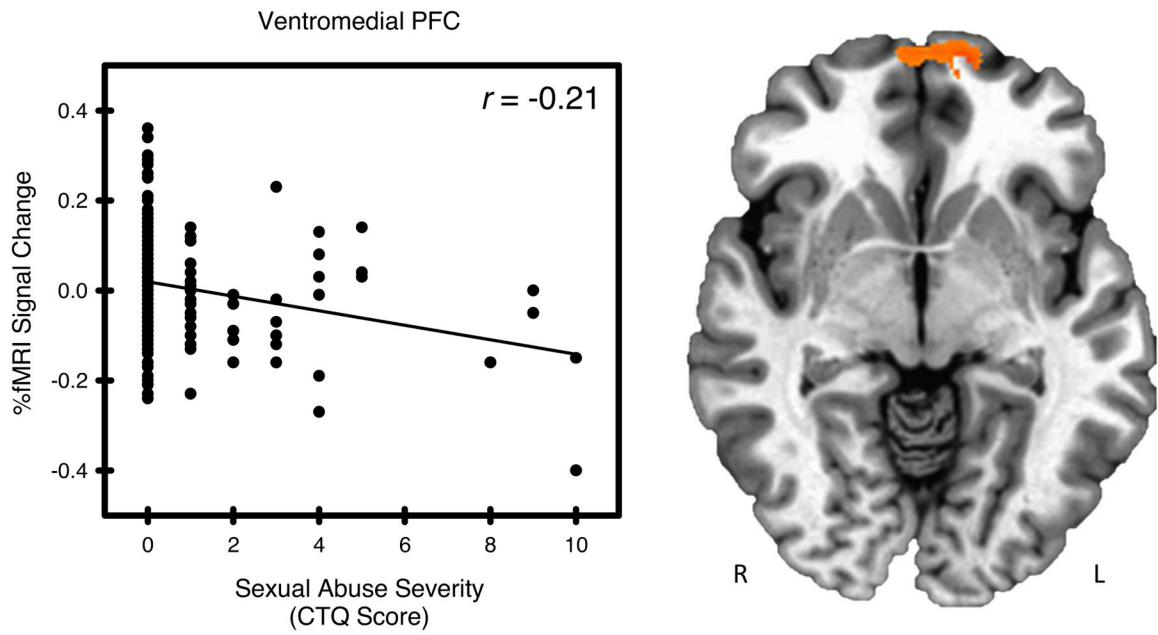 Ventromedial PFC
r = -0.21
%fMRI Signal Change
0.4
0.2
0.0
-0.2
-0.4
0 2 4 6 8 10
Sexual Abuse Severity
(CTQ Score)
R L